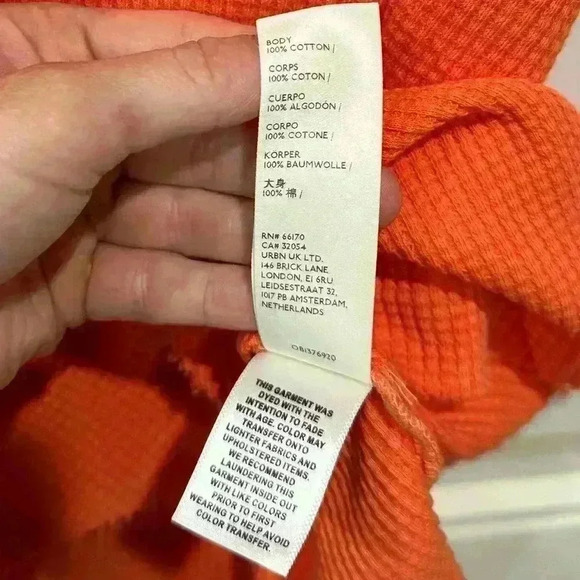 BODY
100% COTTON /
CORPS
100% COTON /
CUERPO
100% ALGODÓN /
CORPO
100% COTONE /
KORPER
100% BAUMWOLLE /
大身
100% 棉 /
RN# 66170
CA# 32054
URBN UK LTD.
146 BRICK LANE
LONDON, E1 6RU
LEIDSESTRAAT 32,
1017 PB AMSTERDAM,
NETHERLANDS
OB1376920
THIS GARMENT WAS
DYED WITH THE
INTENTION TO FADE
WITH AGE. COLOR MAY
TRANSFER ONTO
LIGHTER FABRICS AND
UPHOLSTERED ITEMS.
WE RECOMMEND
LAUNDERING THIS
GARMENT INSIDE OUT
WITH LIKE COLORS
PRIOR TO FIRST
WEARING TO HELP AVOID
COLOR TRANSFER.